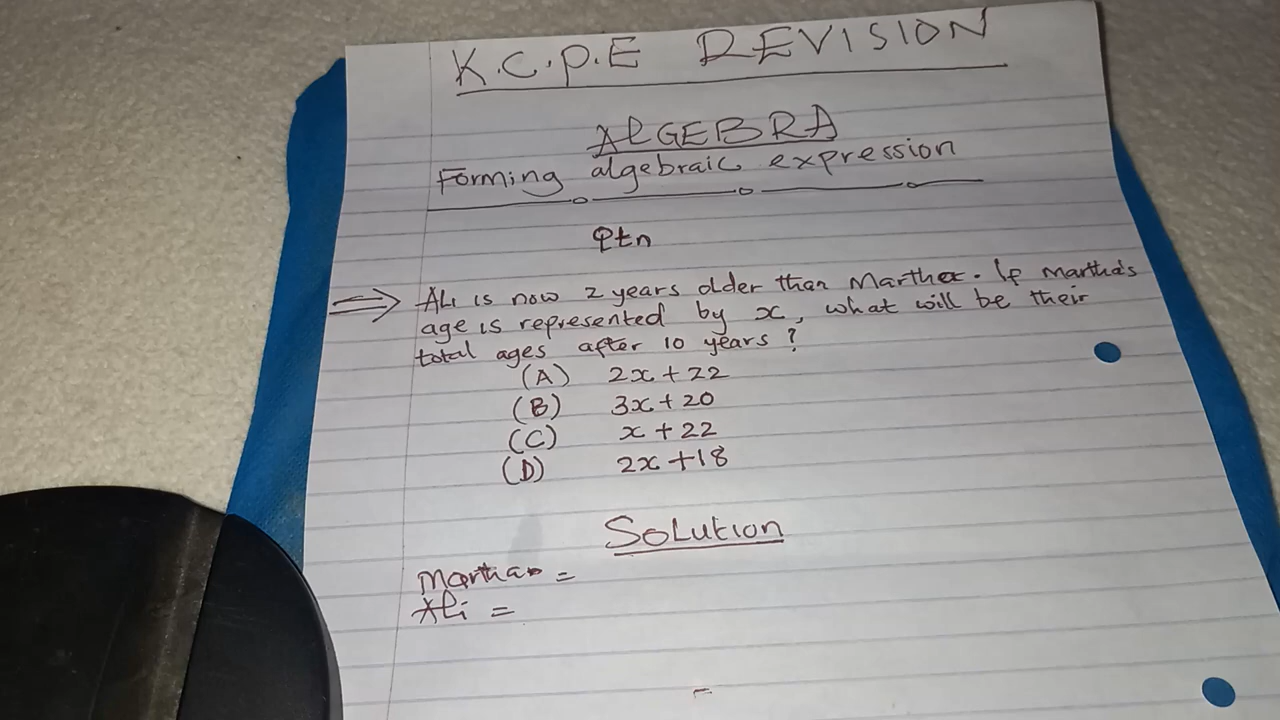 K.C.P.E REVISION
ALGEBRA
Forming algebraic expression
Qtn
ALi is now 2 years older than Martha. If martha's
age is represented by x, what will be their
total ages after 10 years?
(A) 2x + 22
(B) 3x + 20
(C) x + 22
(D) 2x + 18
Solution
Martha =
ALi =